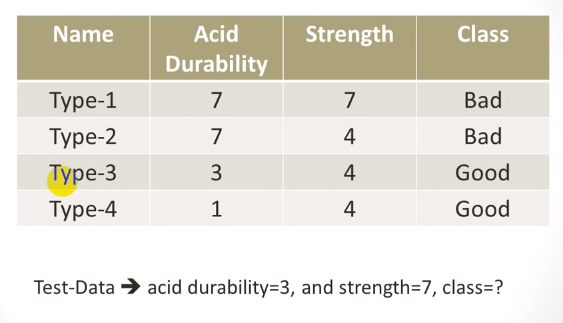 Name Acid Durability Strength Class
Type-1 7 7 Bad
Type-2 7 4 Bad
Type-3 3 4 Good
Type-4 1 4 Good
Test-Data ➔ acid durability=3, and strength=7, class=?